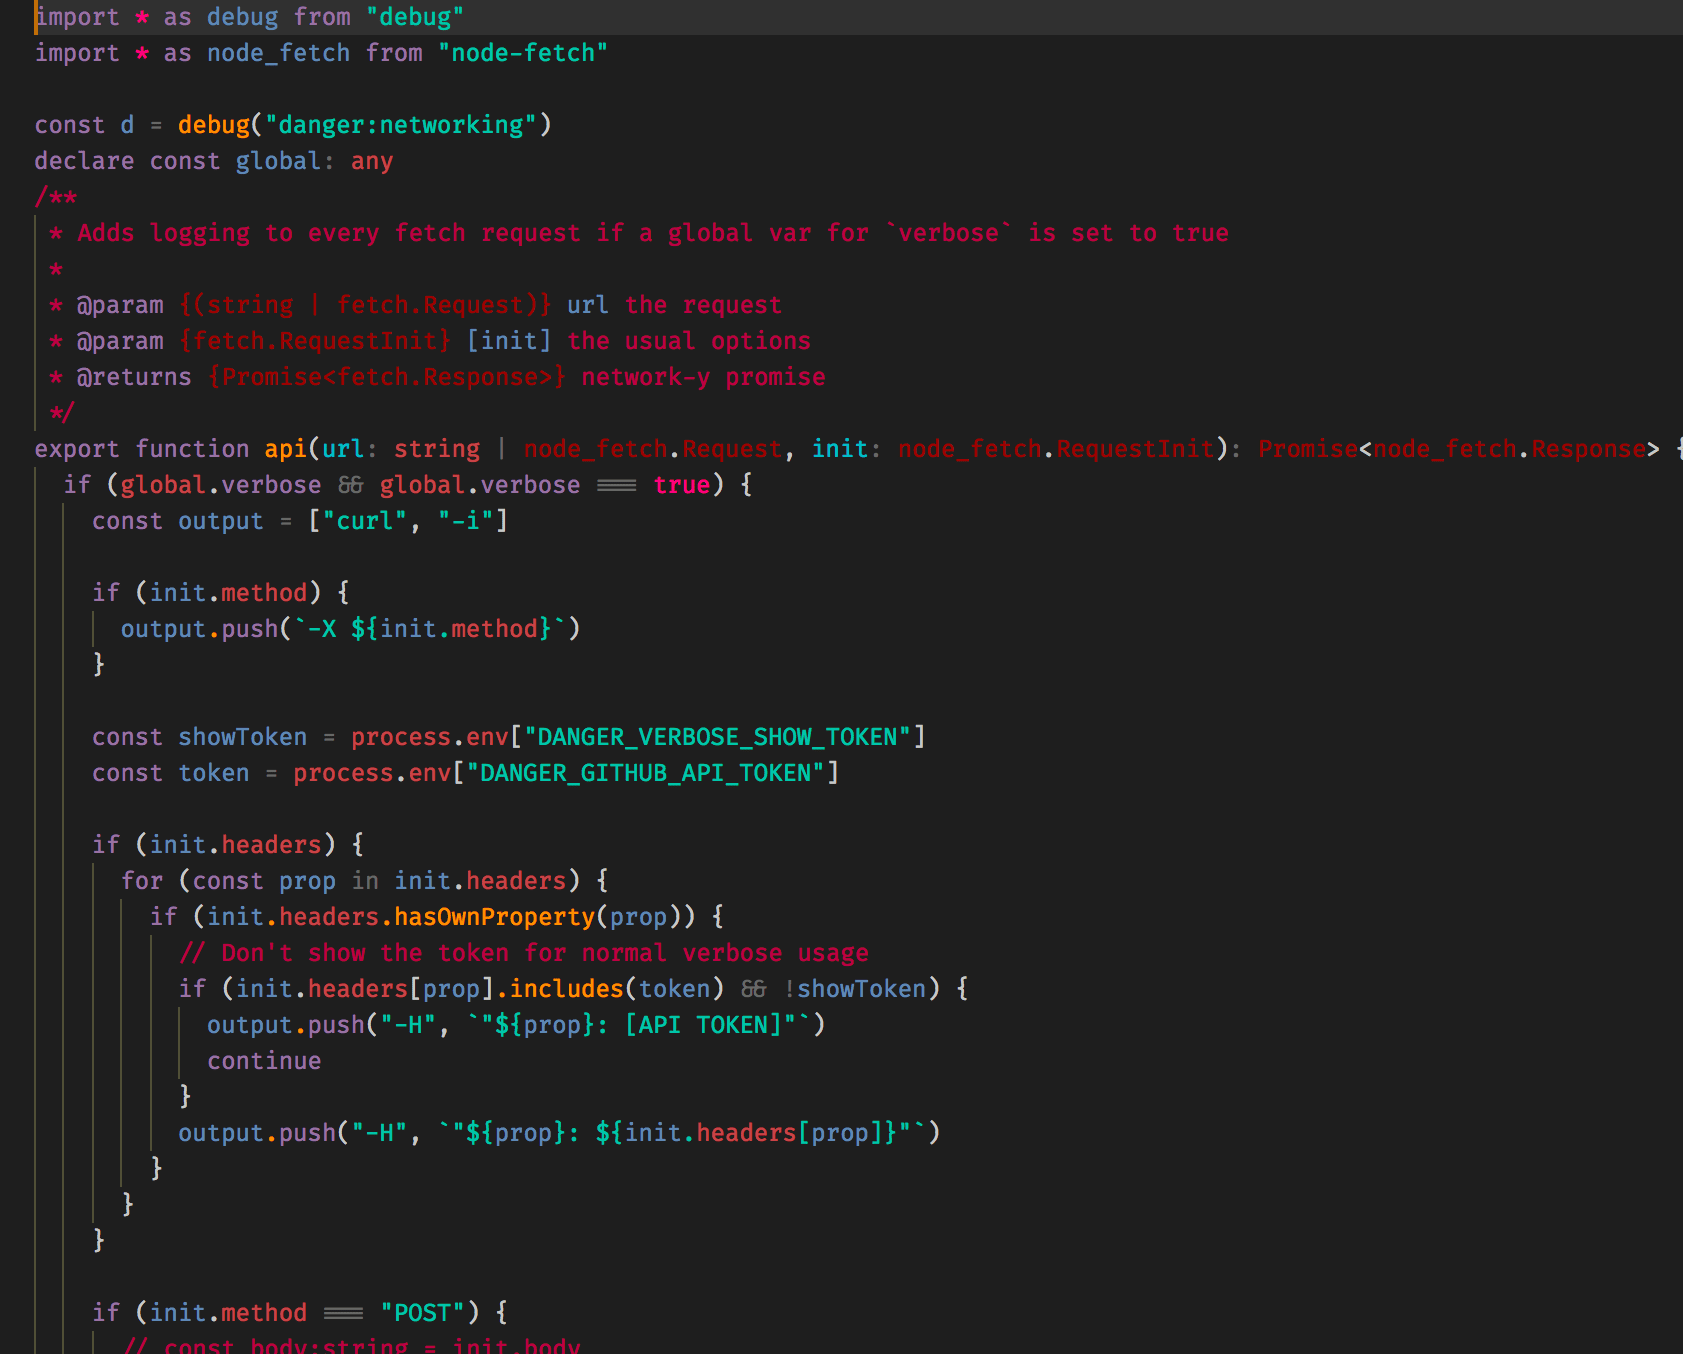 import * as debug from "debug"
import * as node_fetch from "node-fetch"
const d = debug("danger:networking")
declare const global: any
/**
* Adds logging to every fetch request if a global var for `verbose` is set to true
*
* @param {(string | fetch.Request)} url the request
* @param {fetch.RequestInit} [init] the usual options
* @returns {Promise<fetch.Response>} network-y promise
*/
export function api(url: string | node_fetch.Request, init: node_fetch.RequestInit): Promise<node_fetch.Response> {
if (global.verbose && global.verbose === true) {
const output = ["curl", "-i"]
if (init.method) {
output.push(`-X ${init.method}`)
}
const showToken = process.env["DANGER_VERBOSE_SHOW_TOKEN"]
const token = process.env["DANGER_GITHUB_API_TOKEN"]
if (init.headers) {
for (const prop in init.headers) {
if (init.headers.hasOwnProperty(prop)) {
// Don't show the token for normal verbose usage
if (init.headers[prop].includes(token) && !showToken) {
output.push("-H", `"${prop}: [API TOKEN]"`)
continue
}
output.push("-H", `"${prop}: ${init.headers[prop]}"`)
}
}
}
if (init.method === "POST") {
// const body:string = init.body